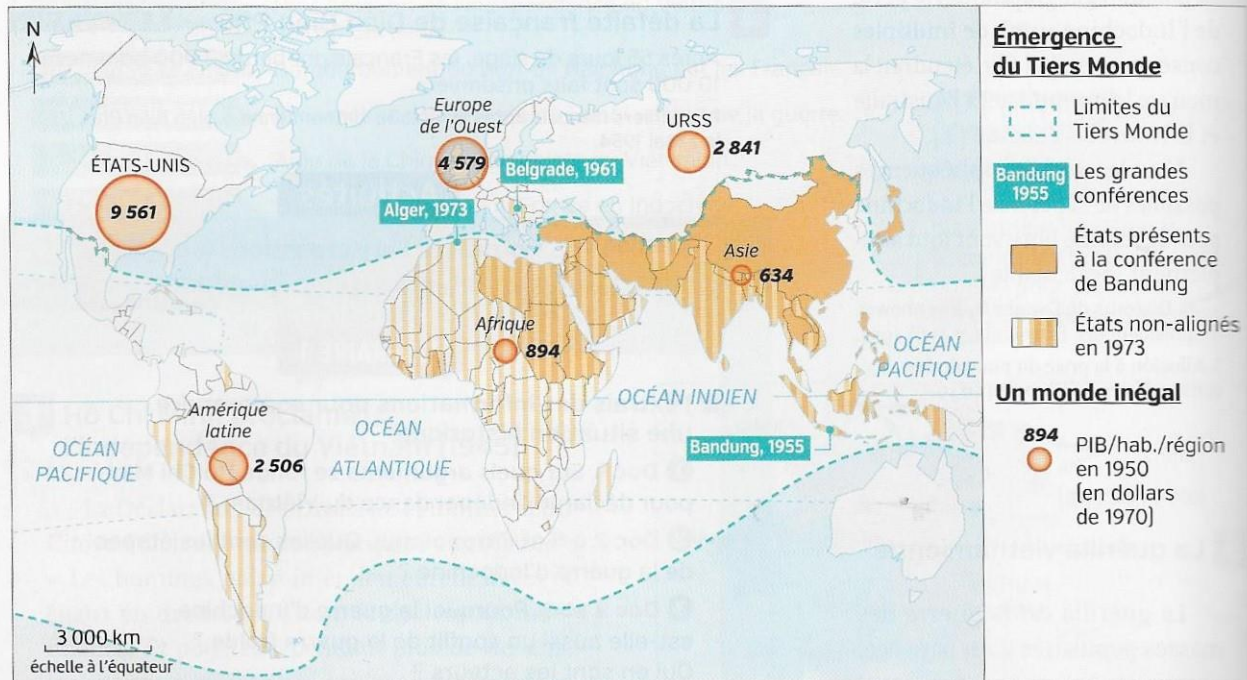 N
ÉTATS-UNIS
9 561
Europe
de l'Ouest
4 579
URSS
2 841
Belgrade, 1961
Alger, 1973
Asie
634
Afrique
894
OCÉAN
PACIFIQUE
OCÉAN INDIEN
Amérique
latine
2 506
OCÉAN
PACIFIQUE
OCÉAN
ATLANTIQUE
Bandung, 1955
3 000 km
échelle à l'équateur
Émergence
du Tiers Monde
Limites du
Tiers Monde
Bandung
1955
Les grandes
conférences
États présents
à la conférence
de Bandung
États non-alignés
en 1973
Un monde inégal
894
PIB/hab./région
en 1950
(en dollars
de 1970)